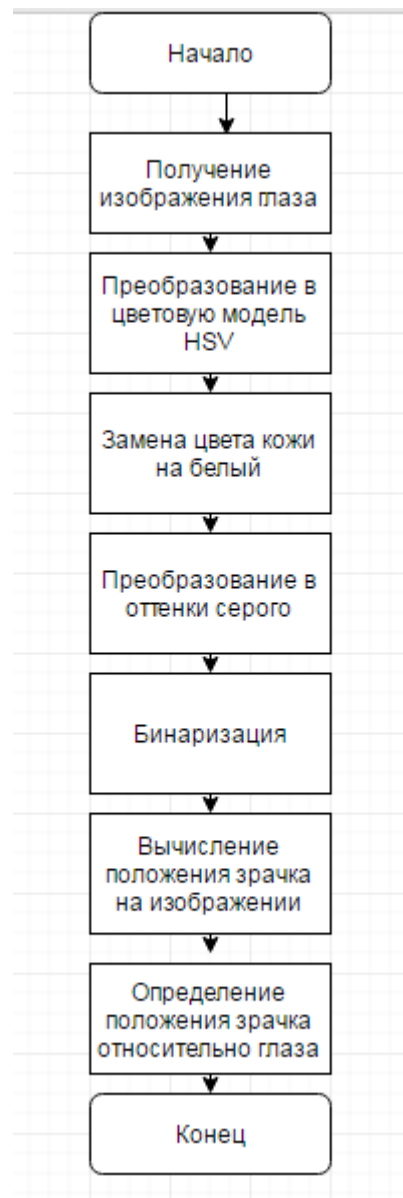 Начало
Получение
изображения глаза
Преобразование в
цветовую модель
HSV
Замена цвета кожи
на белый
Преобразование в
оттенки серого
Бинаризация
Вычисление
положения зрачка
на изображении
Определение
положения зрачка
относительно глаза
Конец